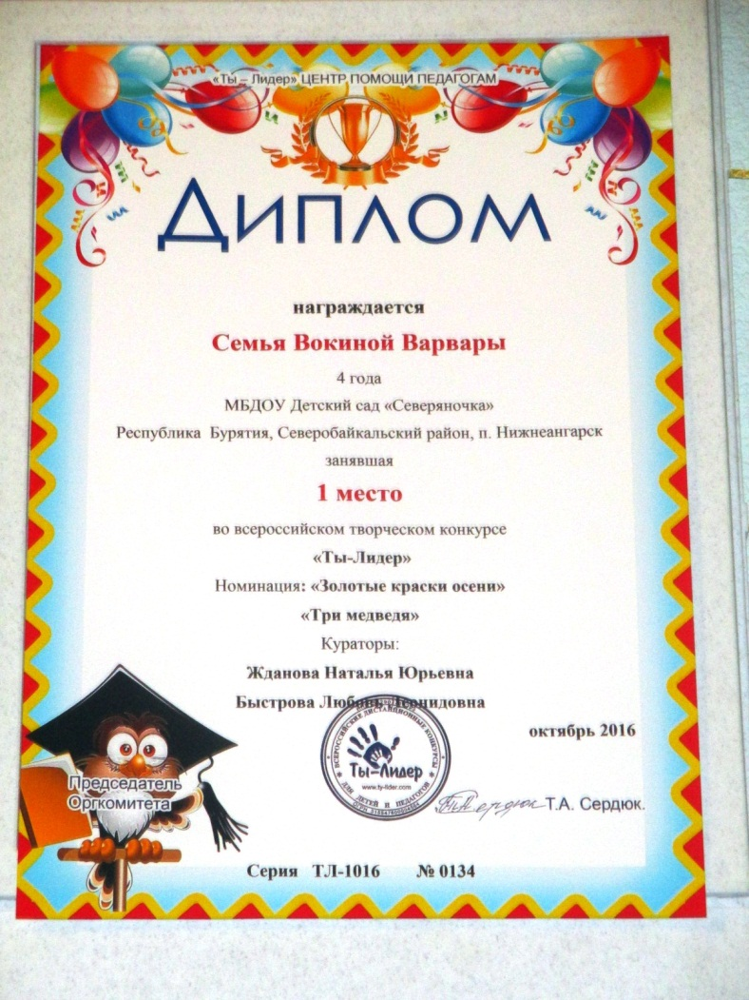 «Ты – Лидер» ЦЕНТР ПОМОЩИ ПЕДАГОГАМ
Диплом
награждается
Семья Вокиной Варвары
4 года
МБДОУ Детский сад «Северяночка»
Республика Бурятия, Северобайкальский район, п. Нижнеангарск
занявшая
1 место
во всероссийском творческом конкурсе
«Ты-Лидер»
Номинация: «Золотые краски осени»
«Три медведя»
Кураторы:
Жданова Наталья Юрьевна
Быстрова Любовь
октябрь 2016
ВСЕРОССИЙСКИЕ ДИСТАНЦИОННЫЕ КОНКУРСЫ
Ты-Лидер
www.ty-lider.com
ДЛЯ ДЕТЕЙ И ПЕДАГОГОВ
Председатель
Оргкомитета
Т.А. Сердюк.
Серия ТЛ-1016 № 0134